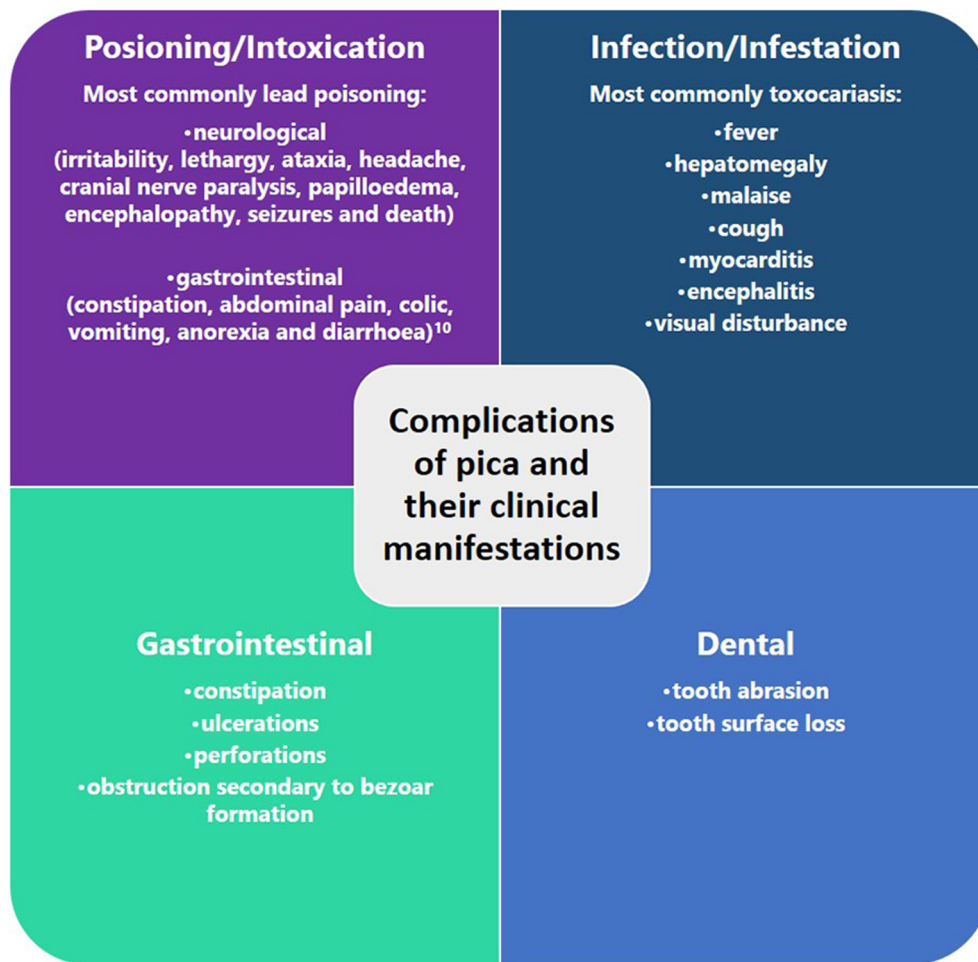 Posioning/Intoxication
Most commonly lead poisoning:
•neurological
(irritability, lethargy, ataxia, headache,
cranial nerve paralysis, papilloedema,
encephalopathy, seizures and death)
•gastrointestinal
(constipation, abdominal pain, colic,
vomiting, anorexia and diarrhoea)¹⁰
Infection/Infestation
Most commonly toxocariasis:
•fever
•hepatomegaly
•malaise
•cough
•myocarditis
•encephalitis
•visual disturbance
Complications
of pica and
their clinical
manifestations
Gastrointestinal
•constipation
•ulcerations
•perforations
•obstruction secondary to bezoar
formation
Dental
•tooth abrasion
•tooth surface loss